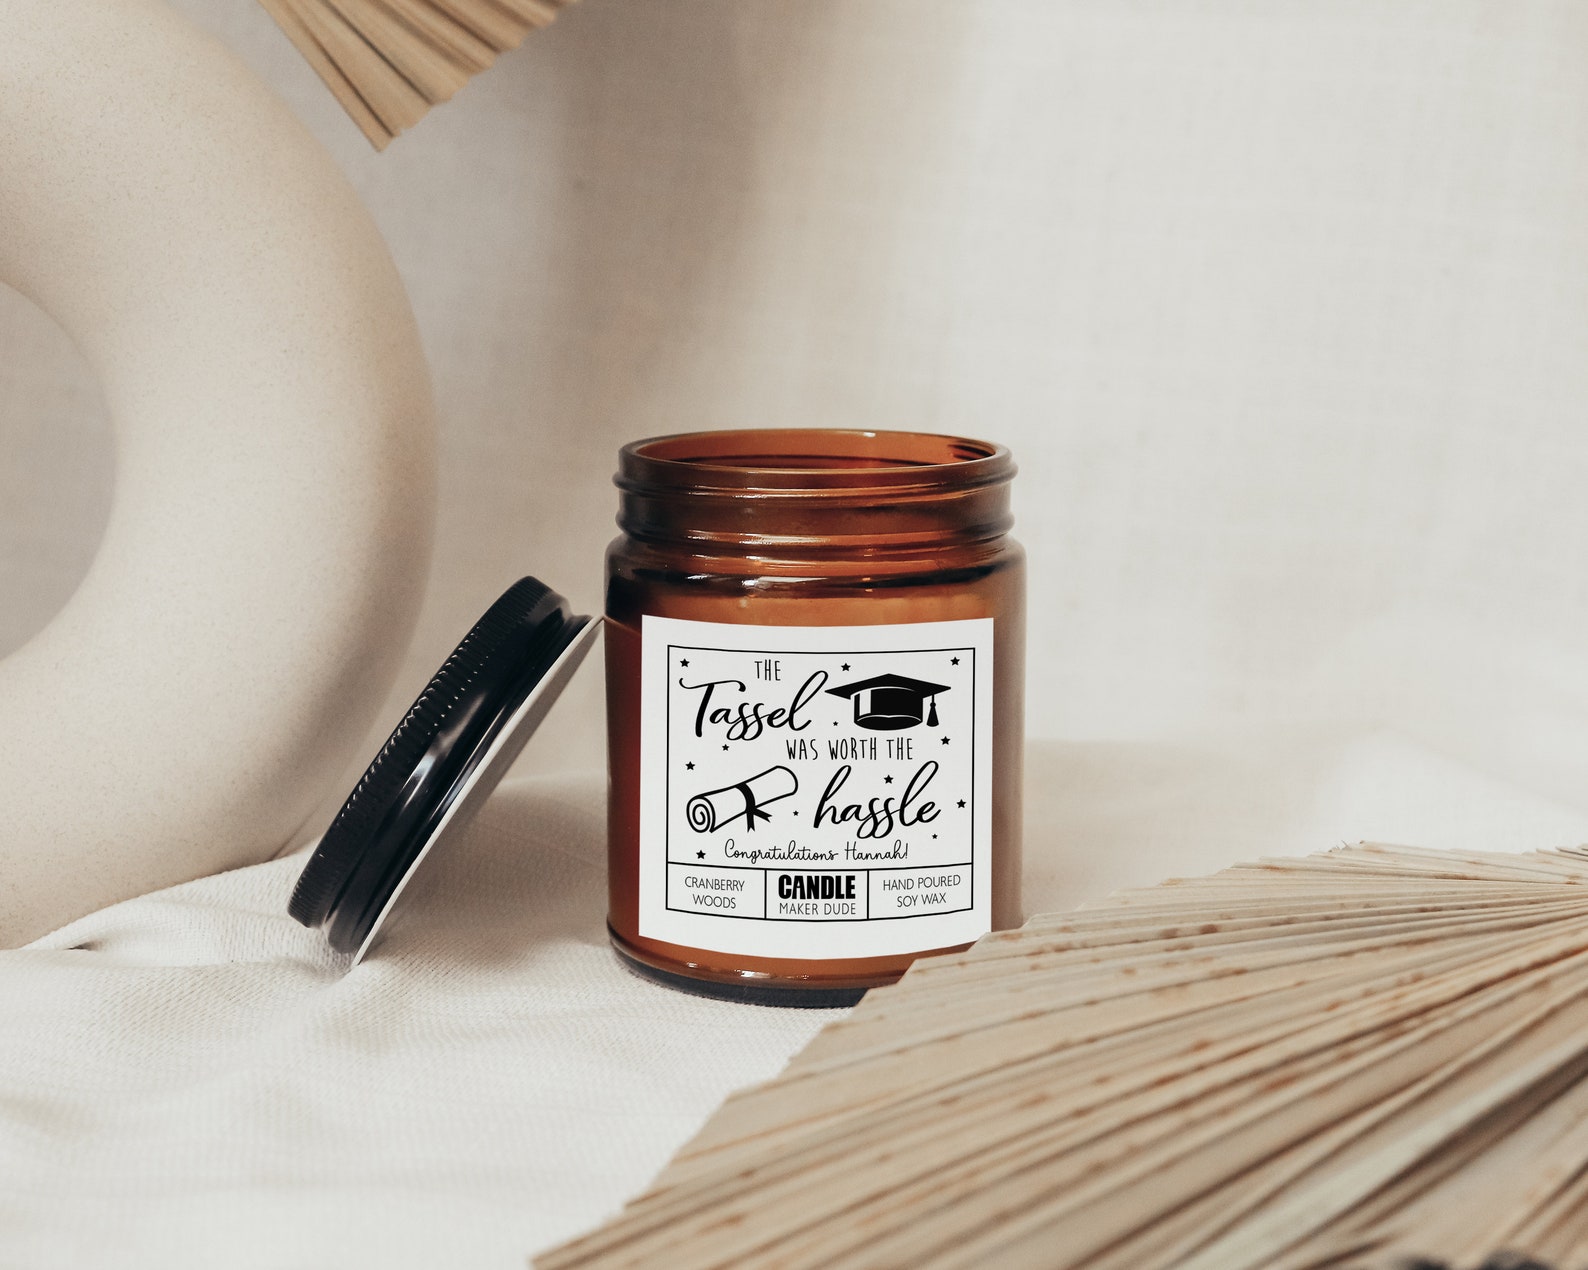 THE
Tassel
WAS WORTH THE
hassle
Congratulations Hannah!
CRANBERRY
WOODS
CANDLE
MAKER DUDE
HAND POURED
SOY WAX